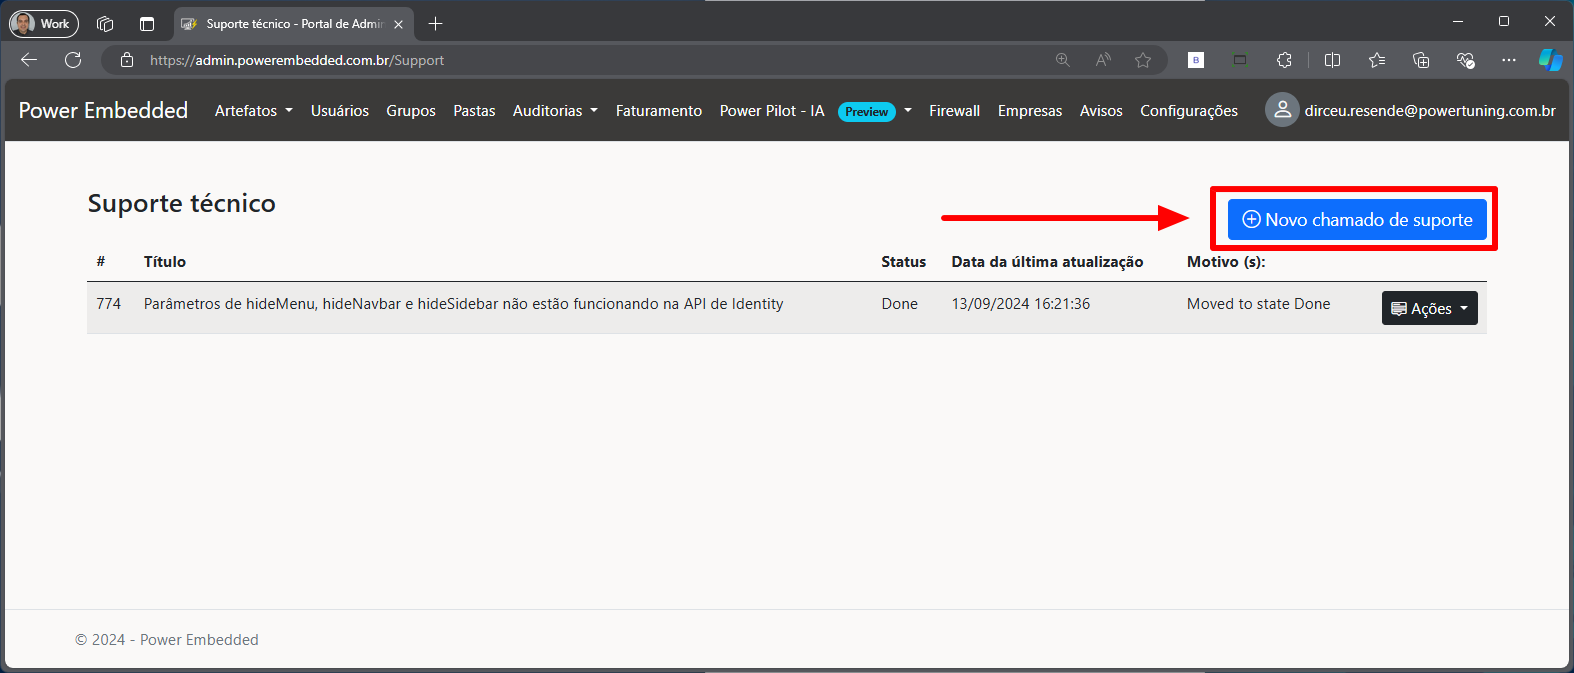 Work
Suporte técnico - Portal de Admin
https://admin.powerembedded.com.br/Support
Power Embedded Artefatos Usuários Grupos Pastas Auditorias Faturamento Power Pilot - IA Preview Firewall Empresas Avisos Configurações dirceu.resende@powertuning.com.br
Suporte técnico
Novo chamado de suporte
# Título Status Data da última atualização Motivo (s):
774 Parâmetros de hideMenu, hideNavbar e hideSidebar não estão funcionando na API de Identity Done 13/09/2024 16:21:36 Moved to state Done Ações
© 2024 - Power Embedded